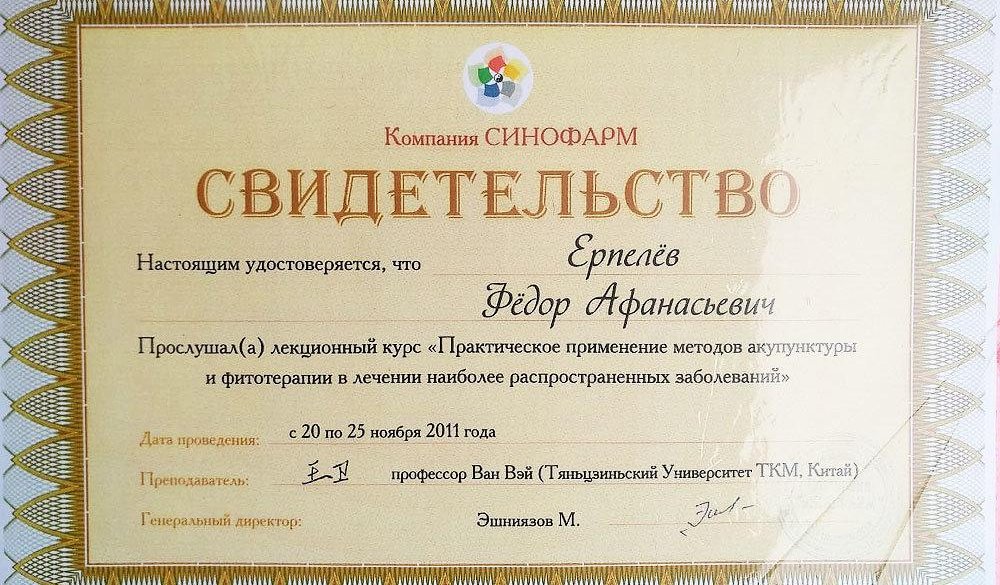 Компания СИНОФАРМ
СВИДЕТЕЛЬСТВО
Настоящим удостоверяется, что Ерпелёв
Фёдор Афанасьевич
Прослушал(а) лекционный курс «Практическое применение методов акупунктуры
и фитотерапии в лечении наиболее распространенных заболеваний»
Дата проведения: с 20 по 25 ноября 2011 года
Преподаватель: профессор Ван Вэй (Тяньцзиньский Университет ТКМ, Китай)
Генеральный директор: Эшниязов М.